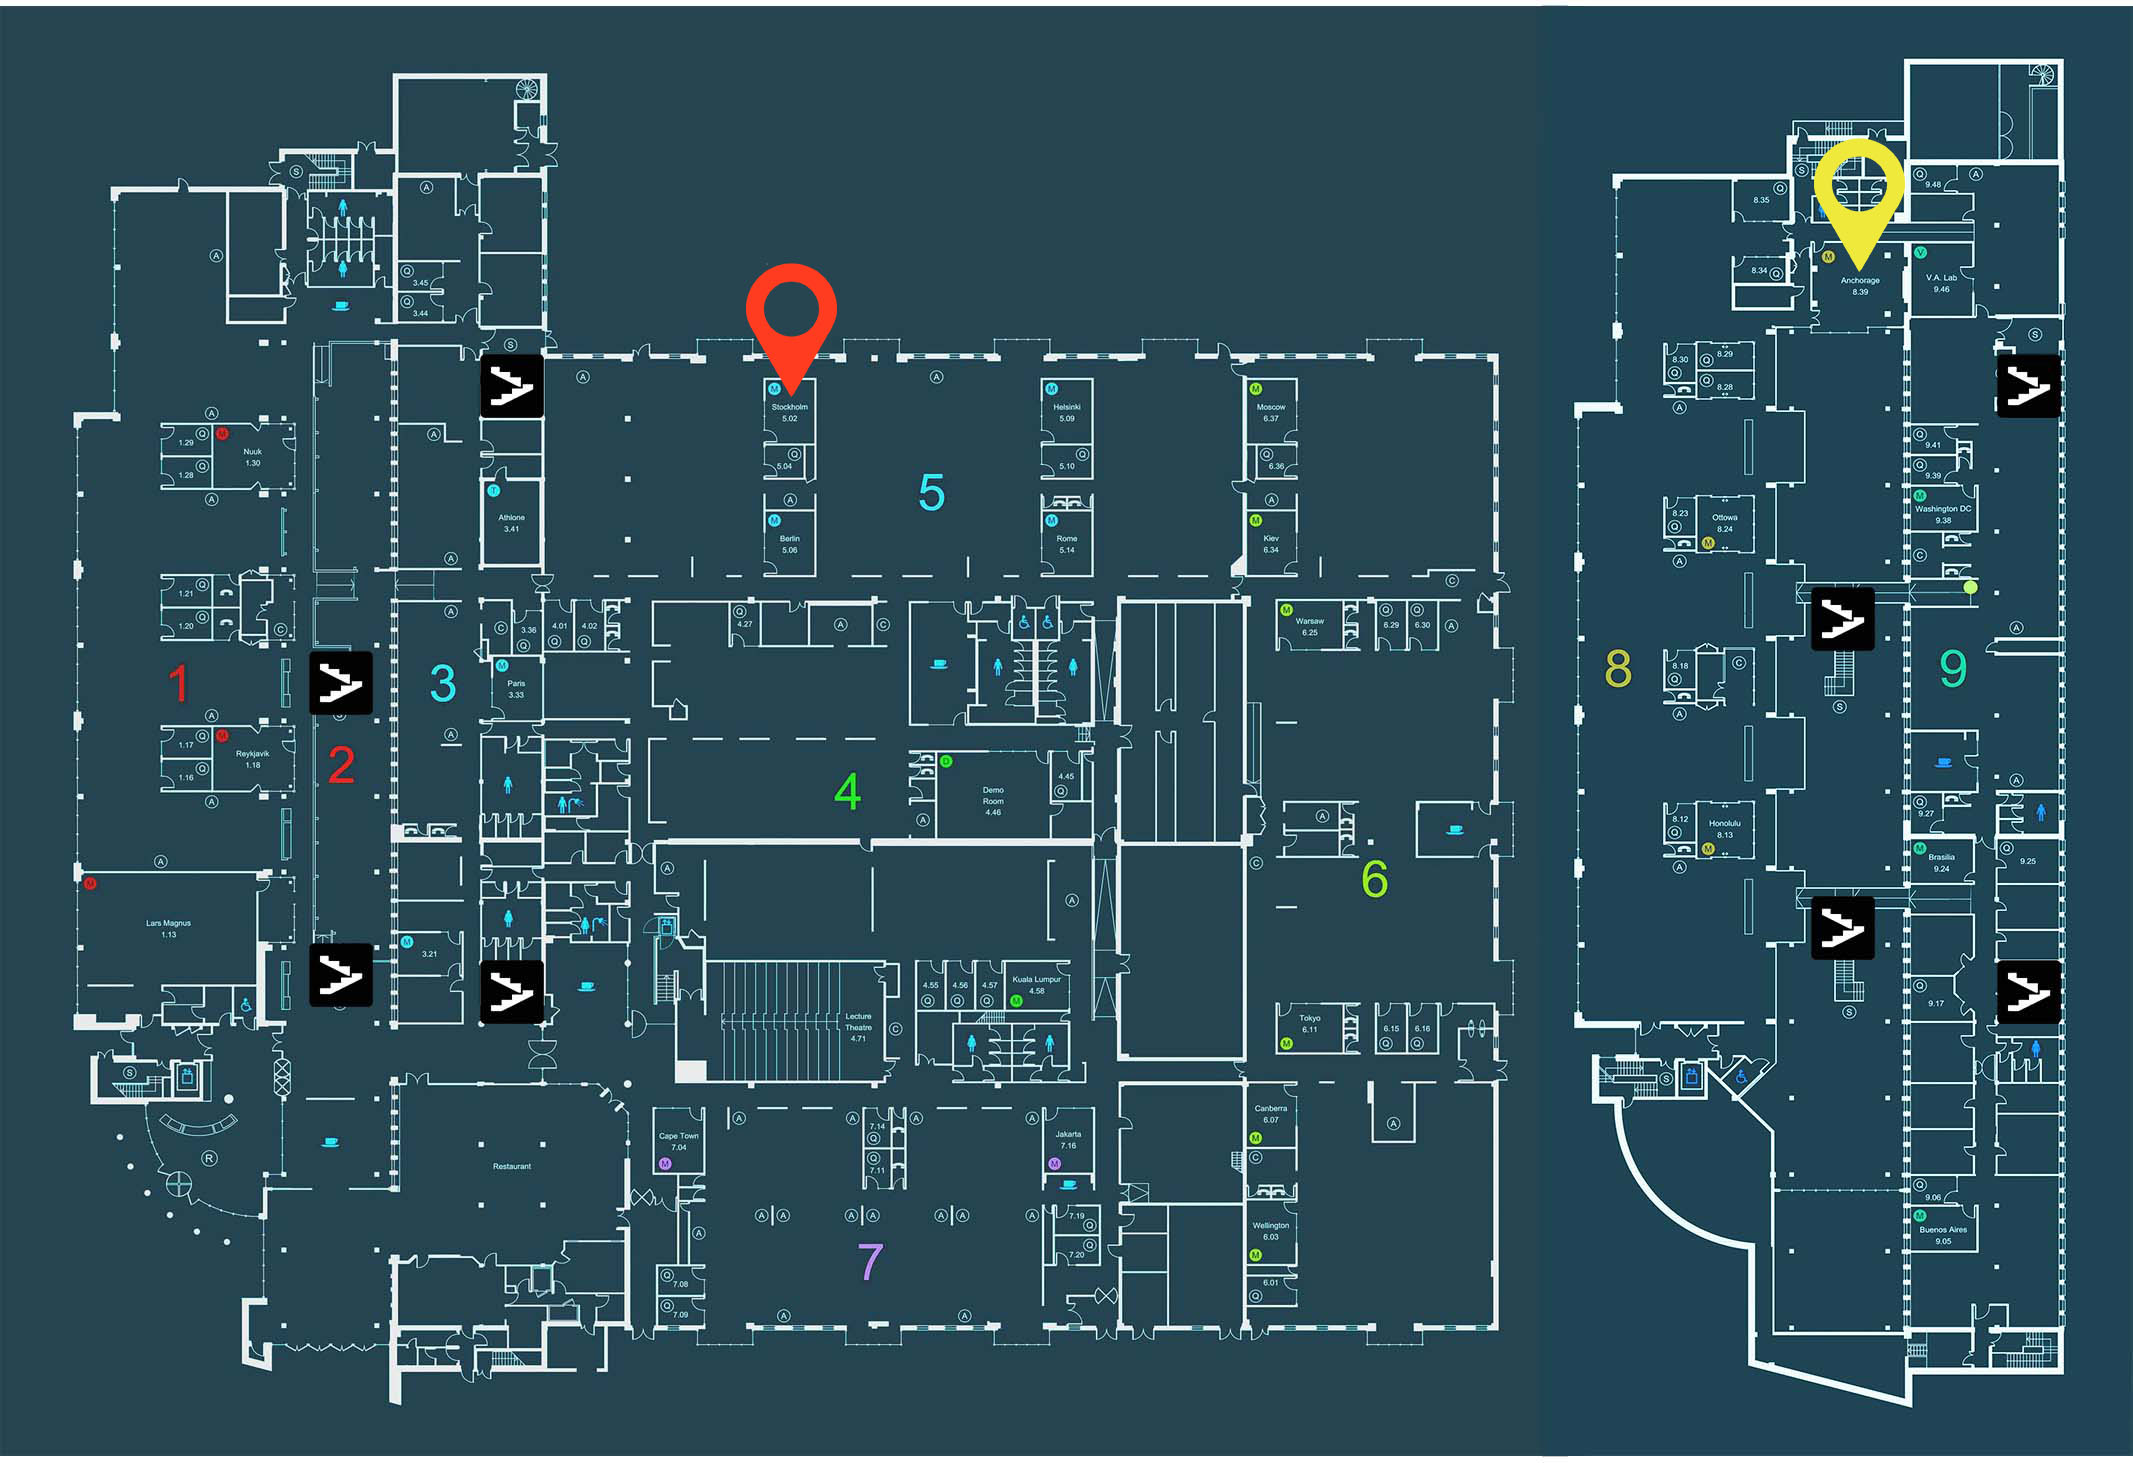 S
A
A
Q
3.45
Q
3.44
S
A
A
A
M
Stockholm
5.02
Q
5.04
A
M
Berlin
5.06
M
Helsinki
5.09
Q
5.10
M
Rome
5.14
M
Moscow
6.37
Q
6.36
A
M
Kiev
6.34
5
A
1.29
Q
M
Nuuk
1.30
1.28
Q
A
A
T
Athlone
3.41
A
1.21
Q
1.20
Q
C
1
A
1.17
Q
M
Reykjavik
1.18
1.16
Q
A
A
M
Lars Magnus
1.13
S
R
2
A
3
A
C
3.36
Q
4.01
Q
4.02
Q
M
Paris
3.33
M
3.21
Q
4.27
A
C
4
D
Demo
Room
4.46
4.45
Q
A
A
A
Lecture
Theatre
4.71
C
4.55
Q
4.56
Q
4.57
Q
Kuala Lumpur
4.58
M
C
M
Warsaw
6.25
Q
6.29
Q
6.30
A
A
C
6
M
Tokyo
6.11
6.15
Q
6.16
Q
Canberra
6.07
M
C
A
Wellington
6.03
M
6.01
Q
Restaurant
Cape Town
7.04
M
A
A
7.14
Q
7.11
Q
A
A
Jakarta
7.16
M
A
A
A
A
A
A
A
A
7.19
Q
7.20
Q
7
Q
7.08
Q
7.09
A
A
S
Q
8.35
8.34
Q
M
Anchorage
8.39
Q
9.48
A
V
V.A. Lab
9.46
S
8.30
Q
8.29
Q
8.28
Q
A
8.23
Q
Ottowa
8.24
M
A
8
8.18
Q
C
A
8.12
Q
Honolulu
8.13
M
A
S
S
S
Q
9.41
Q
9.39
M
Washington DC
9.38
C
A
9
A
Q
9.27
M
Brasilia
9.24
Q
9.25
Q
9.17
Q
9.06
M
Buenos Aires
9.05